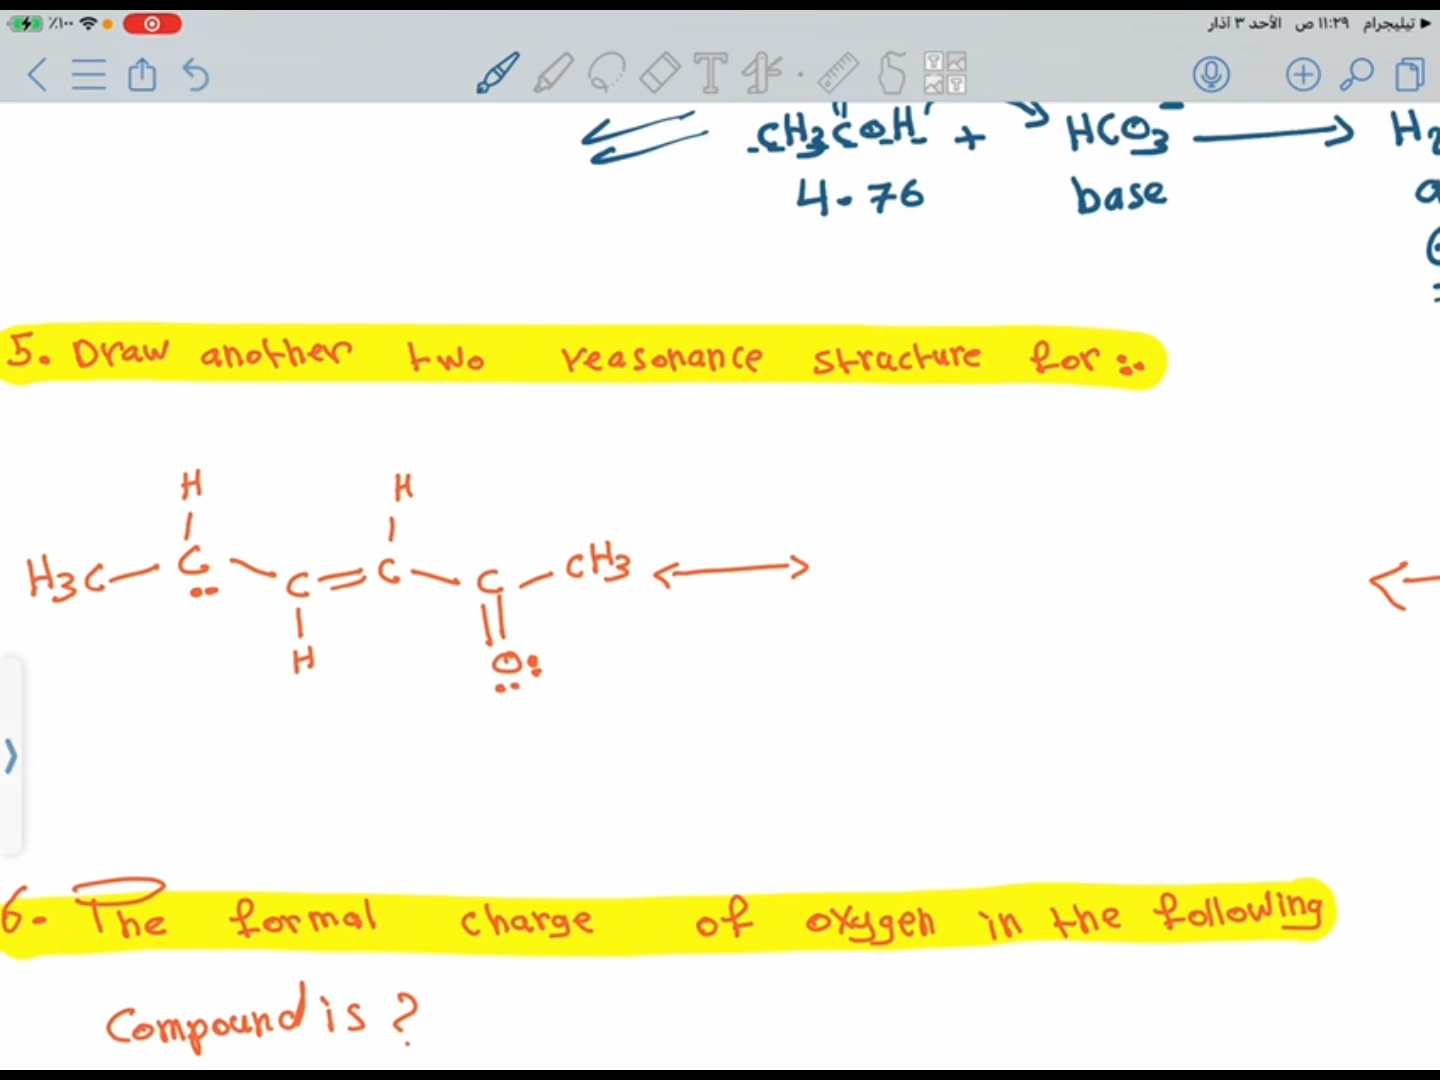 ٪١٠٠
◀ تيليجرام ١١:٢٩ ص الأحد ٣ آذار
CH3COH + HCO3⁻ → H2
4.76 base
5. Draw another two reasonance structure for:
H H
H3C – C – C = C – C – CH3 ↔
H O
6. The formal charge of oxygen in the following
Compound is ?